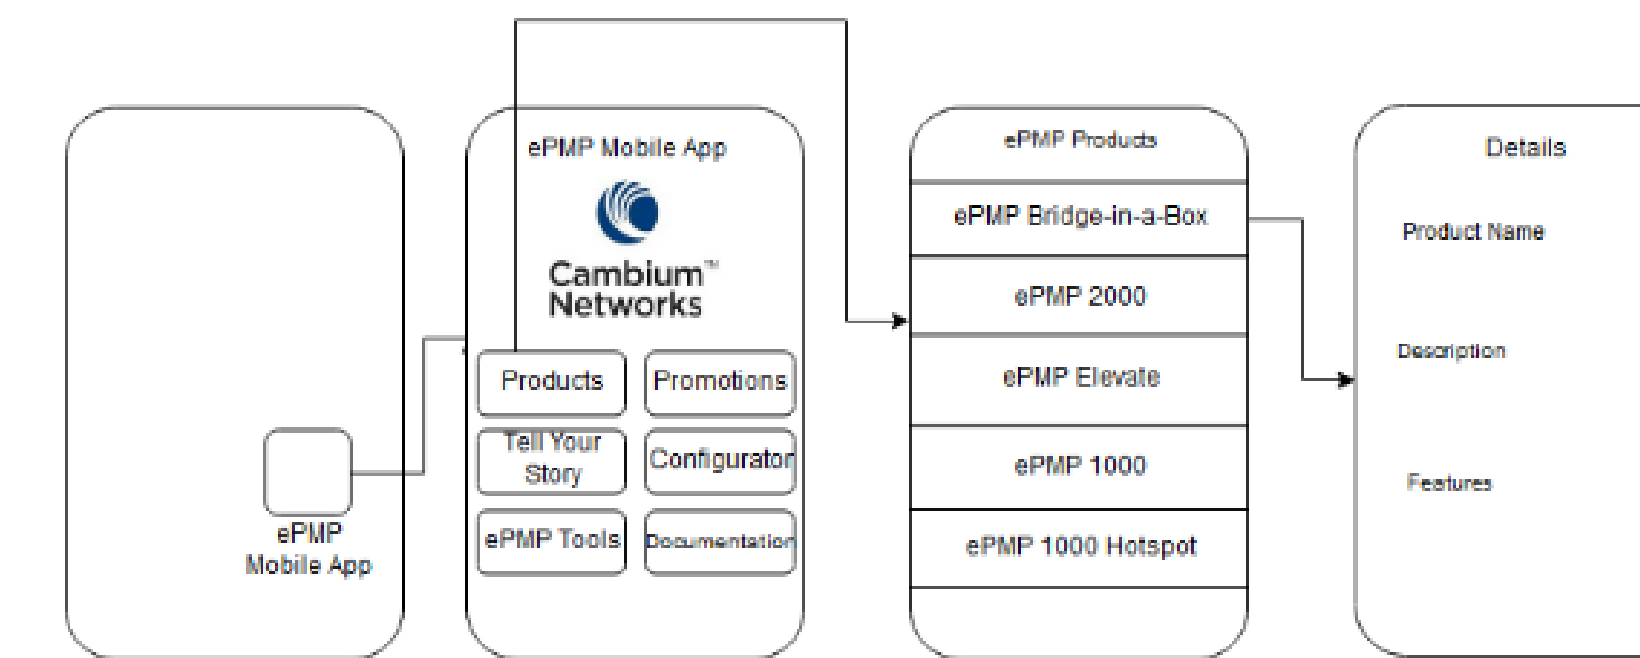 ePMP
Mobile App
ePMP Mobile App
Cambium™
Networks
Products
Promotions
Tell Your
Story
Configurator
ePMP Tools
Documentation
ePMP Products
ePMP Bridge-in-a-Box
ePMP 2000
ePMP Elevate
ePMP 1000
ePMP 1000 Hotspot
Details
Product Name
Description
Features